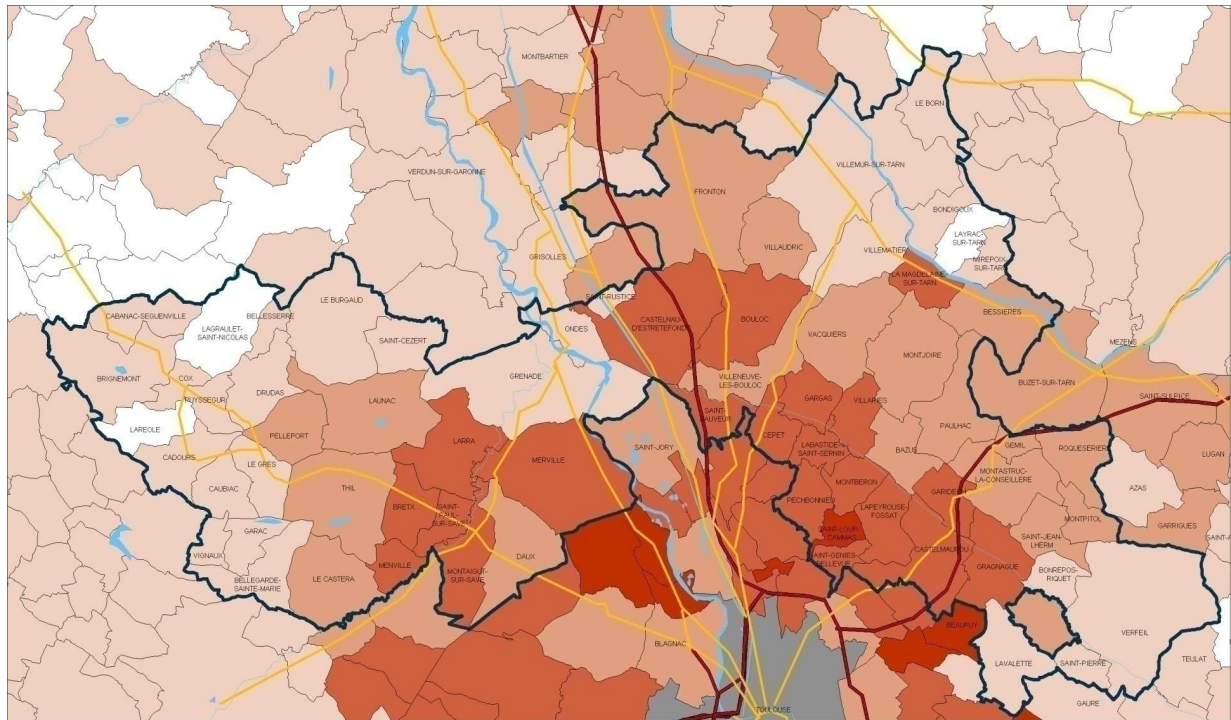 MONTBARTIER
LE BORN
VILLEMUR-SUR-TARN
VERDUN-SUR-GARONNE
FRONTON
BONDIGOUX
LAYRAC-
SUR-TARN
VILLAUDRIC
VILLEMATIER
MIREPOIX
SUR-TARN
GRISOLLES
LA MAGDELAINE-
SUR-TARN
SAINT-RUSTICE
LE BURGAUD
CABANAC-SEGUENVILLE
BELLESSERRE
LAGRAULET-
SAINT-NICOLAS
CASTELNAU-
D'ESTRETEFOND
BOULOC
BESSIERES
ONDES
VACQUIERS
SAINT-CEZERT
MEZENS
MONTJOIRE
GRENADE
VILLENEUVE-
LES-BOULOC
BRIGNEMONT
COX
BUZET-SUR-TARN
DRUDAS
PUYSSEGUR
LAUNAC
GARGAS
VILLARIES
SAINT-SULPICE
SAINT-
SAUVEUR
LAREOLE
PELLEPORT
LARRA
CEPET
PAULHAC
SAINT-JORY
LABASTIDE-
SAINT-SERNIN
GEMIL
ROQUESERIERE
BAZUS
LUGAN
CADOURS
LE GRES
MERVILLE
MONTASTRUC-
LA-CONSEILLERE
MONTBERON
CAUBIAC
THIL
AZAS
GARIDECH
PECHBONNIEU
BRETX
SAINT-
PAUL-
SUR-SAVE
LAPEYROUSE-
FOSSAT
MONTPITOL
GARRIGUES
GARAC
SAINT-LOUP-
CAMMAS
SAINT-JEAN-
LHERM
CASTELMAUROU
VIGNAUX
DAUX
SAINT-GENIES-
BELLEVUE
MENVILLE
GRAGNAGUE
MONTAIGUT-
SUR-SAVE
BONREPOS-
RIQUET
BELLEGARDE-
SAINTE-MARIE
LE CASTERA
BEAUPUY
VERFEIL
BLAGNAC
TEULAT
LAVALETTE
SAINT-PIERRE
GAURE
TOULOUSE